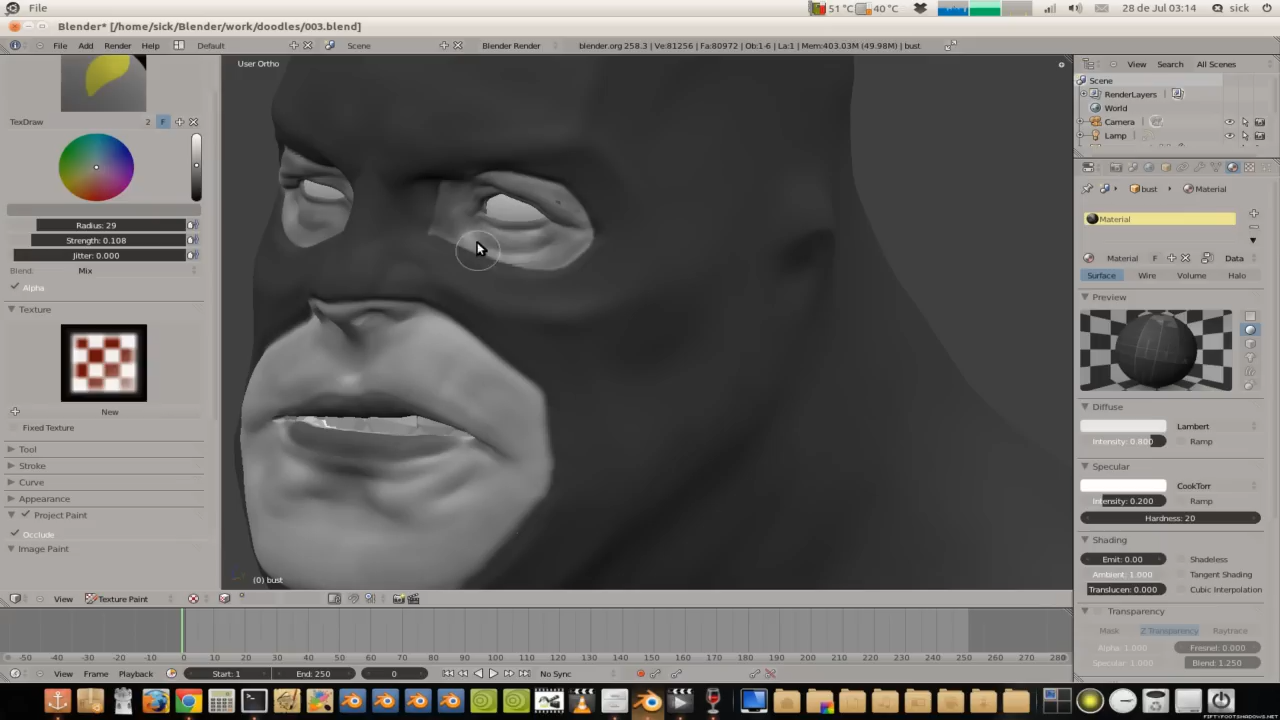 File
51 °C 40 °C 28 de Jul 03:14 sick
Blender* [/home/sick/Blender/work/doodles/003.blend]
File Add Render Help Default Scene Blender Render blender.org 258.3 | Ve:81256 | Fa:80972 | Ob:1-6 | La:1 | Mem:403.03M (49.98M) | bust
View Search All Scenes
User Ortho
Scene
RenderLayers
World
Camera
Lamp
TexDraw 2 F
bust Material
Material
Radius: 29
Strength: 0.108
Jitter: 0.000
Blend: Mix
Alpha
Material F Data
Surface Wire Volume Halo
Preview
Texture
New
Fixed Texture
Tool
Stroke
Curve
Appearance
Project Paint
Occlude
Image Paint
Diffuse
Lambert
Intensity: 0.800 Ramp
Specular
CookTorr
Intensity: 0.200 Ramp
Hardness: 20
Shading
Emit: 0.00 Shadeless
Ambient: 1.000 Tangent Shading
Translucen: 0.000 Cubic Interpolation
Transparency
Mask Z Transparency Raytrace
Alpha: 1.000 Fresnel: 0.000
Specular: 1.000 Blend: 1.250
(0) bust
View Texture Paint
-50 -40 -30 -20 -10 0 10 20 30 40 50 60 70 80 90 100 110 120 130 140 150 160 170 180 190 200 210 220 230 240 250 260 270 280
View Frame Playback Start: 1 End: 250 0 No Sync
FIFTYFOOTSHADOWS.NET